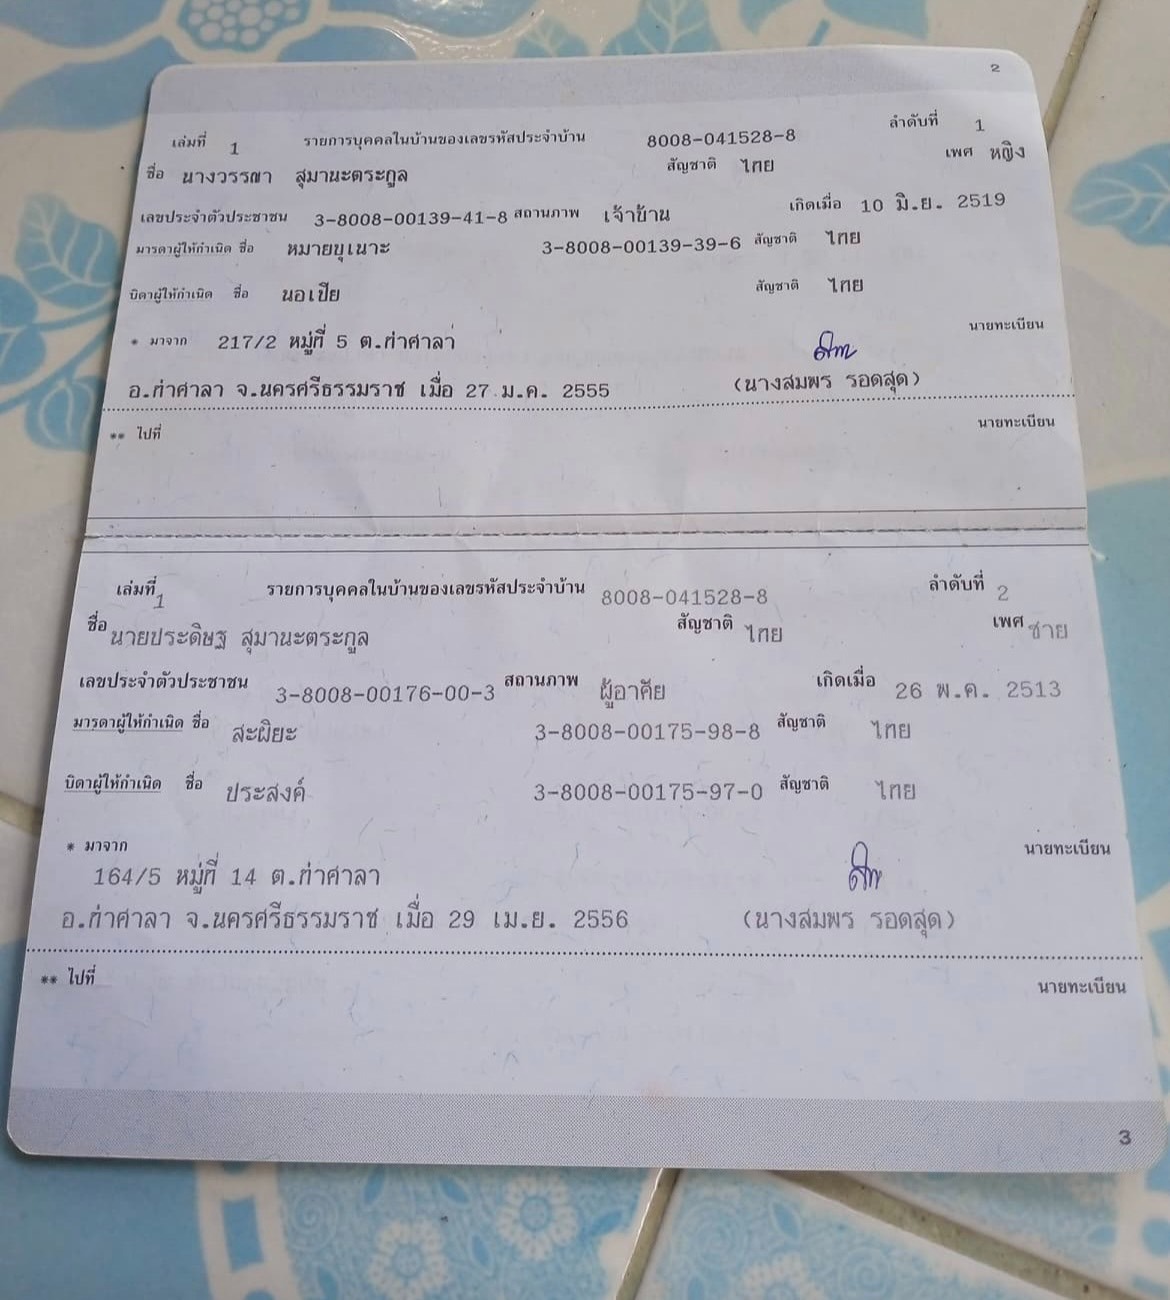 2
เล่มที่ 1 รายการบุคคลในบ้านของเลขรหัสประจำบ้าน 8008-041528-8 ลำดับที่ 1
ชื่อ นางวรรณา สุมานะตระกูล สัญชาติ ไทย เพศ หญิง
เลขประจำตัวประชาชน 3-8008-00139-41-8 สถานภาพ เจ้าบ้าน เกิดเมื่อ 10 มิ.ย. 2519
มารดาผู้ให้กำเนิด ชื่อ หมายขุเนาะ 3-8008-00139-39-6 สัญชาติ ไทย
บิดาผู้ให้กำเนิด ชื่อ นอเปีย สัญชาติ ไทย
* มาจาก 217/2 หมู่ที่ 5 ต.ท่าศาลา นายทะเบียน
อ.ท่าศาลา จ.นครศรีธรรมราช เมื่อ 27 ม.ค. 2555 (นางสมพร รอดสุด)
** ไปที่ นายทะเบียน
เล่มที่ 1 รายการบุคคลในบ้านของเลขรหัสประจำบ้าน 8008-041528-8 ลำดับที่ 2
ชื่อ นายประดิษฐ สุมานะตระกูล สัญชาติ ไทย เพศ ชาย
เลขประจำตัวประชาชน 3-8008-00176-00-3 สถานภาพ ผู้อาศัย เกิดเมื่อ 26 พ.ค. 2513
มารดาผู้ให้กำเนิด ชื่อ สะผิยะ 3-8008-00175-98-8 สัญชาติ ไทย
บิดาผู้ให้กำเนิด ชื่อ ประสงค์ 3-8008-00175-97-0 สัญชาติ ไทย
* มาจาก นายทะเบียน
164/5 หมู่ที่ 14 ต.ท่าศาลา
อ.ท่าศาลา จ.นครศรีธรรมราช เมื่อ 29 เม.ย. 2556 (นางสมพร รอดสุด)
** ไปที่ นายทะเบียน
3